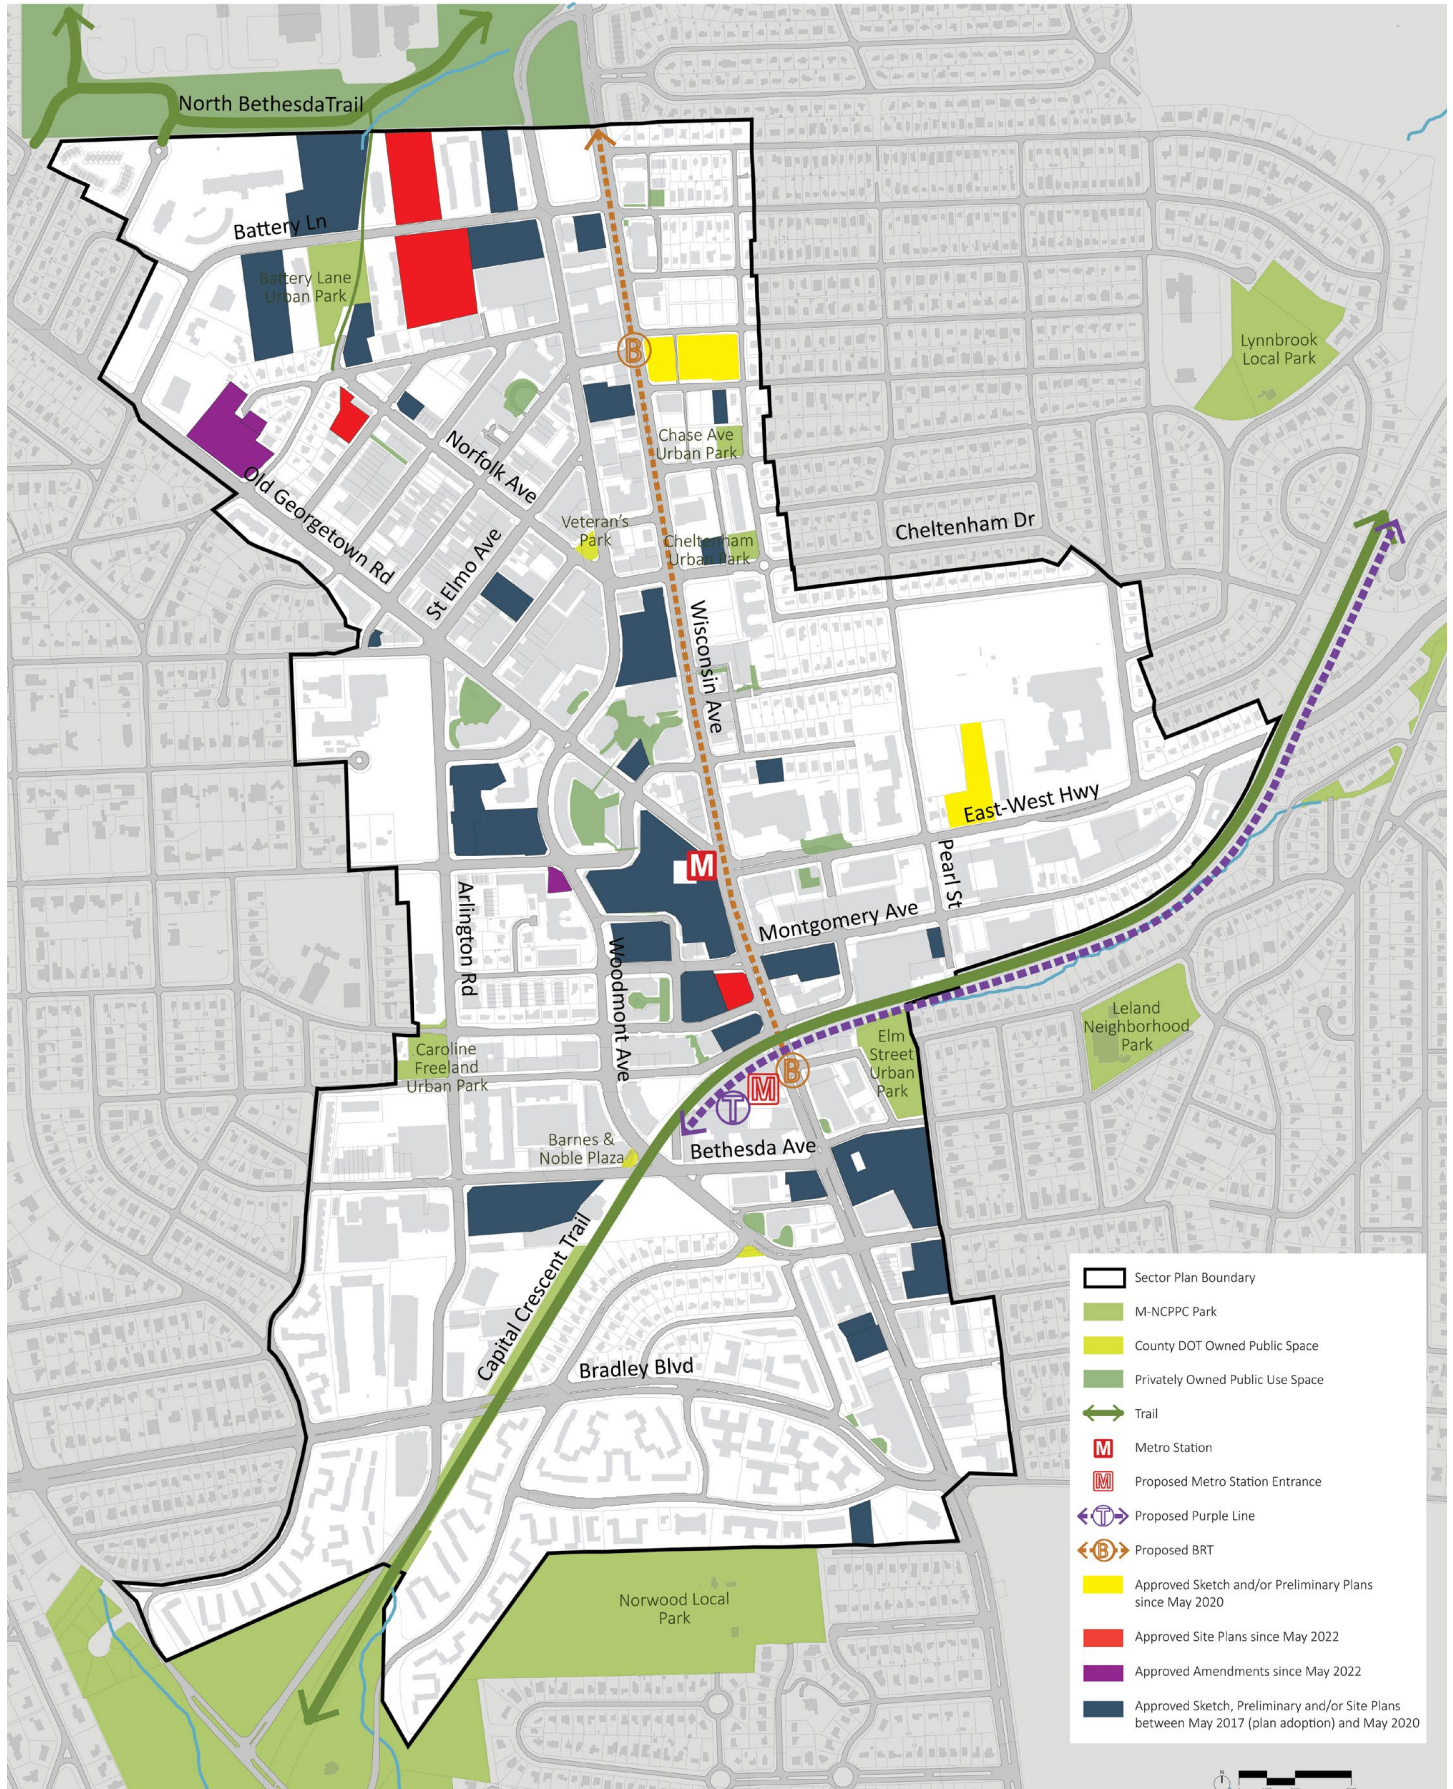 North BethesdaTrail
Battery Ln
Battery Lane
Urban Park
Lynnbrook
Local Park
B
Chase Ave
Urban Park
Norfolk Ave
Old Georgetown Rd
Veteran's
Park
Cheltenham Dr
Cheltenham
Urban Park
St Elmo Ave
Wisconsin Ave
East-West Hwy
Pearl St
M
Arlington Rd
Montgomery Ave
Woodmont Ave
Leland
Neighborhood
Park
Elm
Street
Urban
Park
Caroline
Freeland
Urban Park
B
M
T
Barnes &
Noble Plaza
Bethesda Ave
Capital Crescent Trail
Bradley Blvd
Norwood Local
Park
Sector Plan Boundary
M-NCPPC Park
County DOT Owned Public Space
Privately Owned Public Use Space
Trail
M Metro Station
M Proposed Metro Station Entrance
T Proposed Purple Line
B Proposed BRT
Approved Sketch and/or Preliminary Plans
since May 2020
Approved Site Plans since May 2022
Approved Amendments since May 2022
Approved Sketch, Preliminary and/or Site Plans
between May 2017 (plan adoption) and May 2020
N